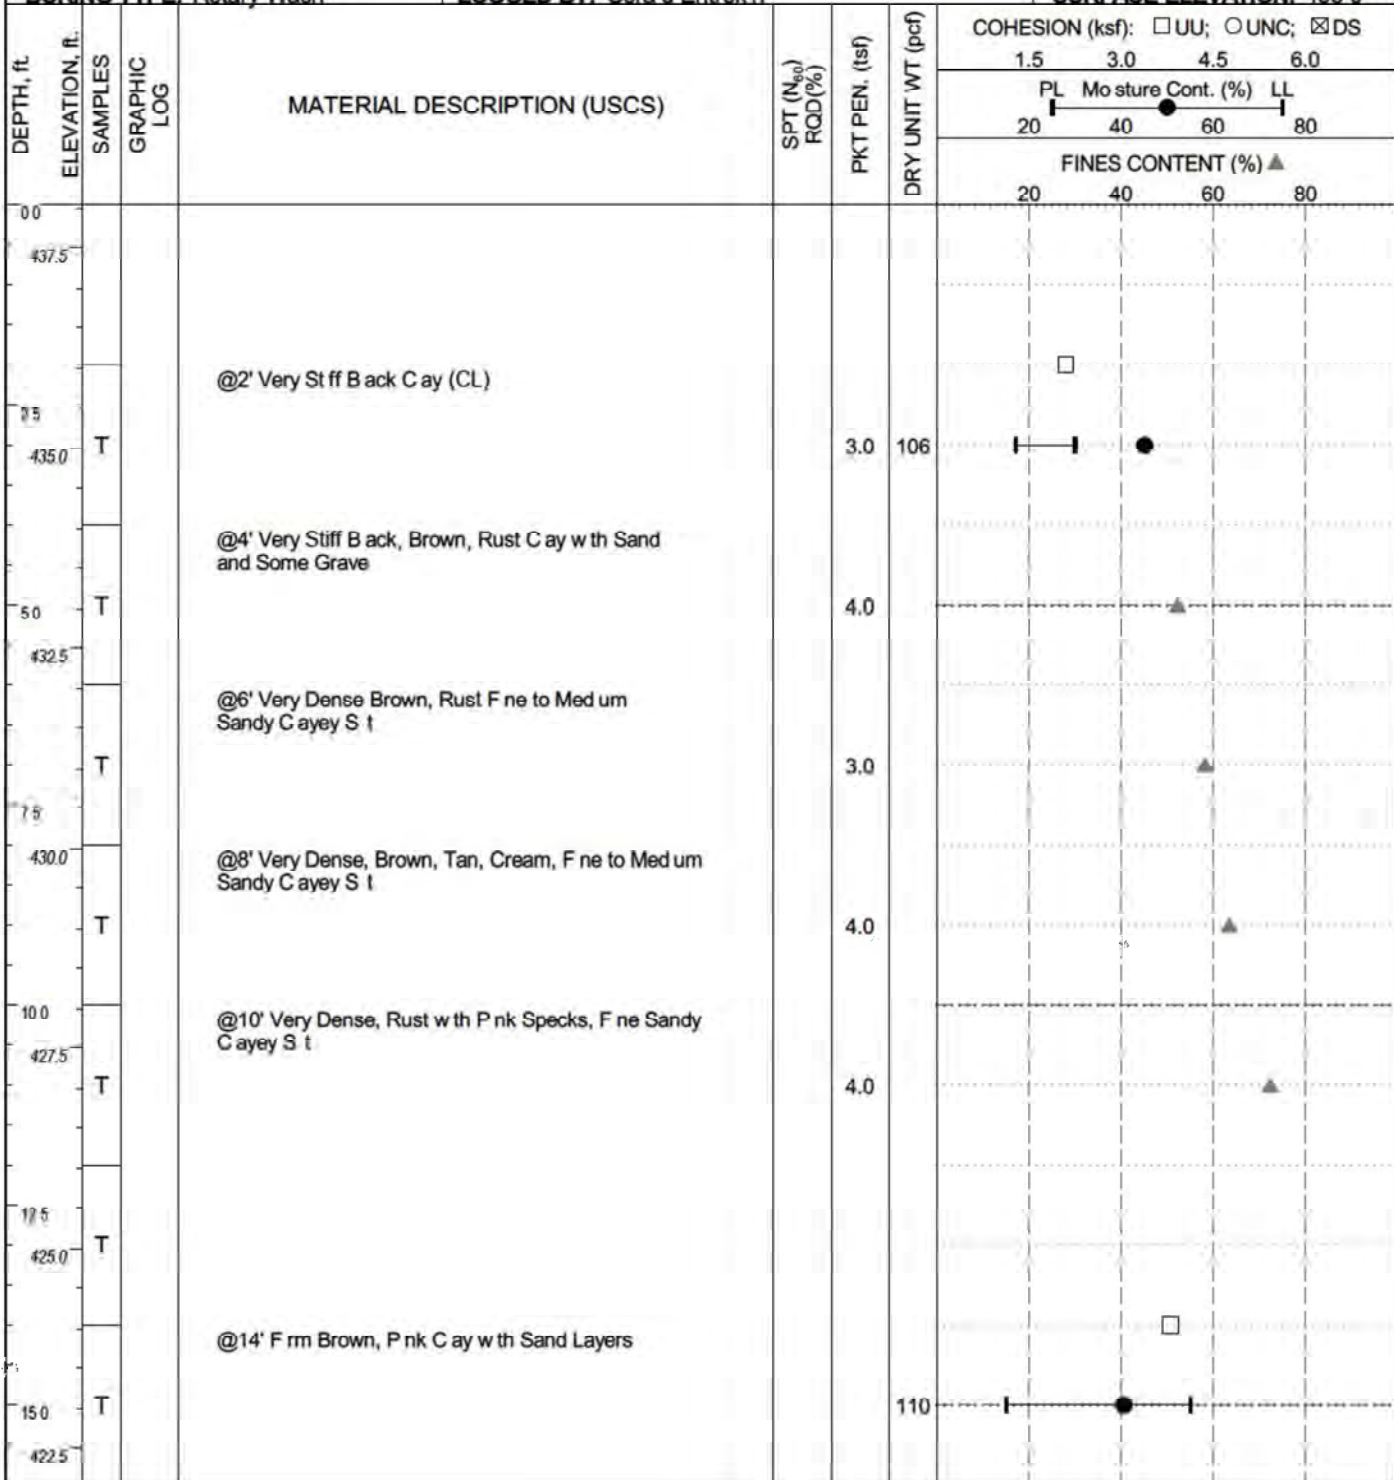 DEPTH, ft.
ELEVATION, ft.
SAMPLES
GRAPHIC
LOG
MATERIAL DESCRIPTION (USCS)
SPT (N60)
RQD(%)
PKT PEN. (tsf)
DRY UNIT WT (pcf)
COHESION (ksf): □ UU; ○ UNC; ☒ DS
1.5 3.0 4.5 6.0
PL Mo sture Cont. (%) LL
20 40 60 80
FINES CONTENT (%) ▲
20 40 60 80
0 0
437.5
@2' Very St ff B ack C ay (CL)
435.0 T 3.0 106
@4' Very Stiff B ack, Brown, Rust C ay w th Sand
and Some Grave
5 0 T 4.0
432.5
@6' Very Dense Brown, Rust F ne to Med um
Sandy C ayey S t
T 3.0
7 5
430.0
@8' Very Dense, Brown, Tan, Cream, F ne to Med um
Sandy C ayey S t
T 4.0
10 0
@10' Very Dense, Rust w th P nk Specks, F ne Sandy
C ayey S t
427.5
T 4.0
425.0 T
@14' F rm Brown, P nk C ay w th Sand Layers
15 0 T 110
422.5